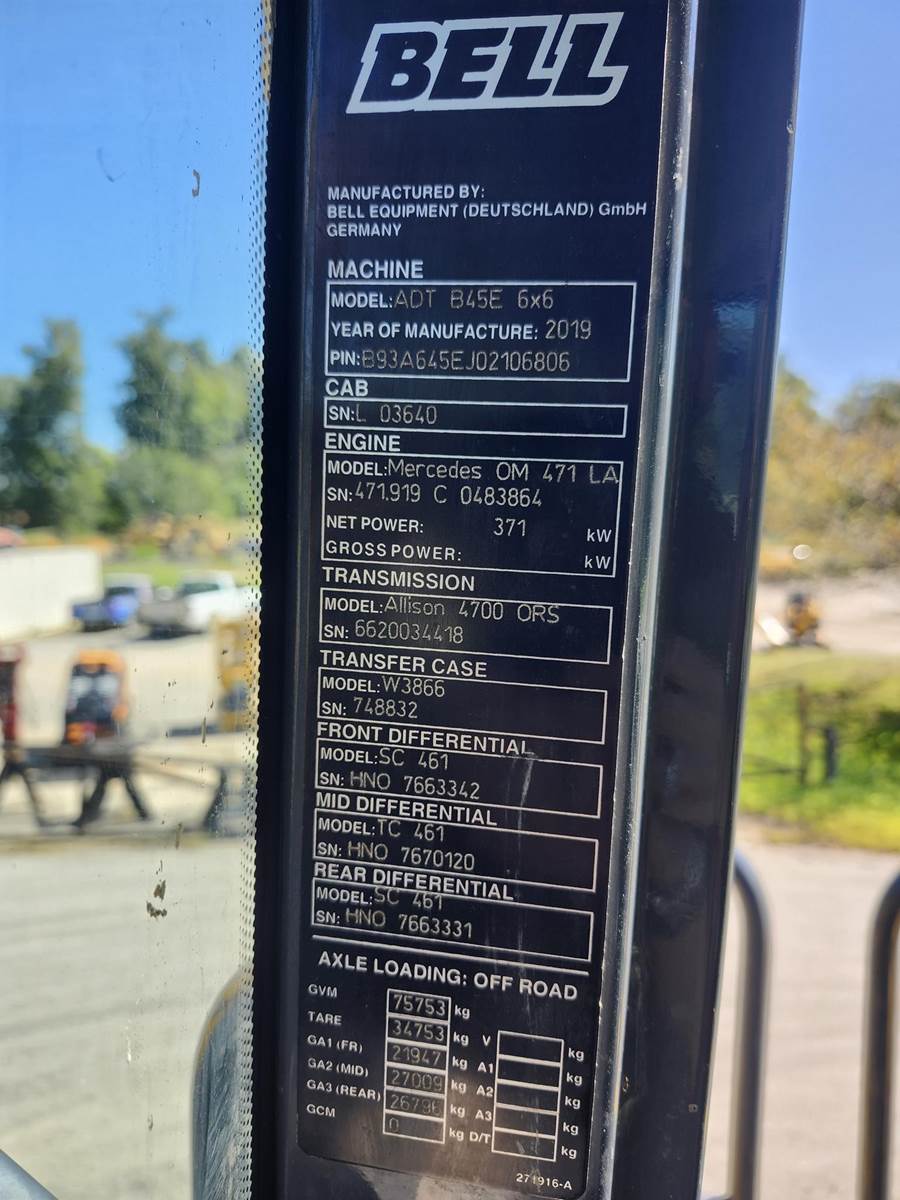 BELL
MANUFACTURED BY:
BELL EQUIPMENT (DEUTSCHLAND) GmbH
GERMANY
MACHINE
MODEL:ADT B45E 6x6
YEAR OF MANUFACTURE: 2019
PIN:B93A645EJ02106806
CAB
SN:L 03640
ENGINE
MODEL:Mercedes OM 471 LA
SN:471.919 C 0483864
NET POWER: 371 kW
GROSS POWER: kW
TRANSMISSION
MODEL:Allison 4700 ORS
SN: 6620034418
TRANSFER CASE
MODEL:W3866
SN: 748832
FRONT DIFFERENTIAL
MODEL:SC 461
SN: HNO 7663342
MID DIFFERENTIAL
MODEL:TC 461
SN: HNO 7670120
REAR DIFFERENTIAL
MODEL:SC 461
SN: HNO 7663331
AXLE LOADING: OFF ROAD
GVM 75753 kg
TARE 34753 kg V kg
GA1 (FR) 21947 kg A1 kg
GA2 (MID) 27009 kg A2 kg
GA3 (REAR) 26796 kg A3 kg
GCM 0 kg D/T kg
271916-A